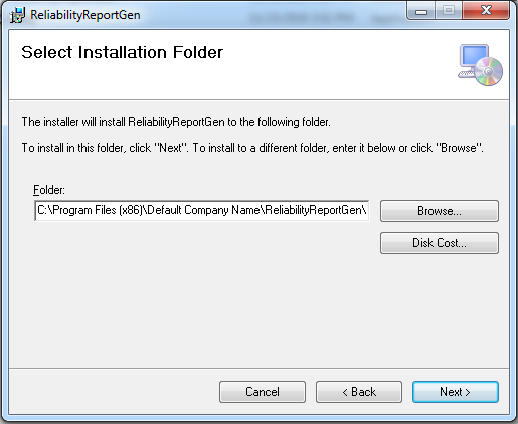 ReliabilityReportGen
Select Installation Folder
The installer will install ReliabilityReportGen to the following folder.
To install in this folder, click "Next". To install to a different folder, enter it below or click "Browse".
Folder:
C:\Program Files (x86)\Default Company Name\ReliabilityReportGen\
Browse...
Disk Cost...
Cancel
< Back
Next >